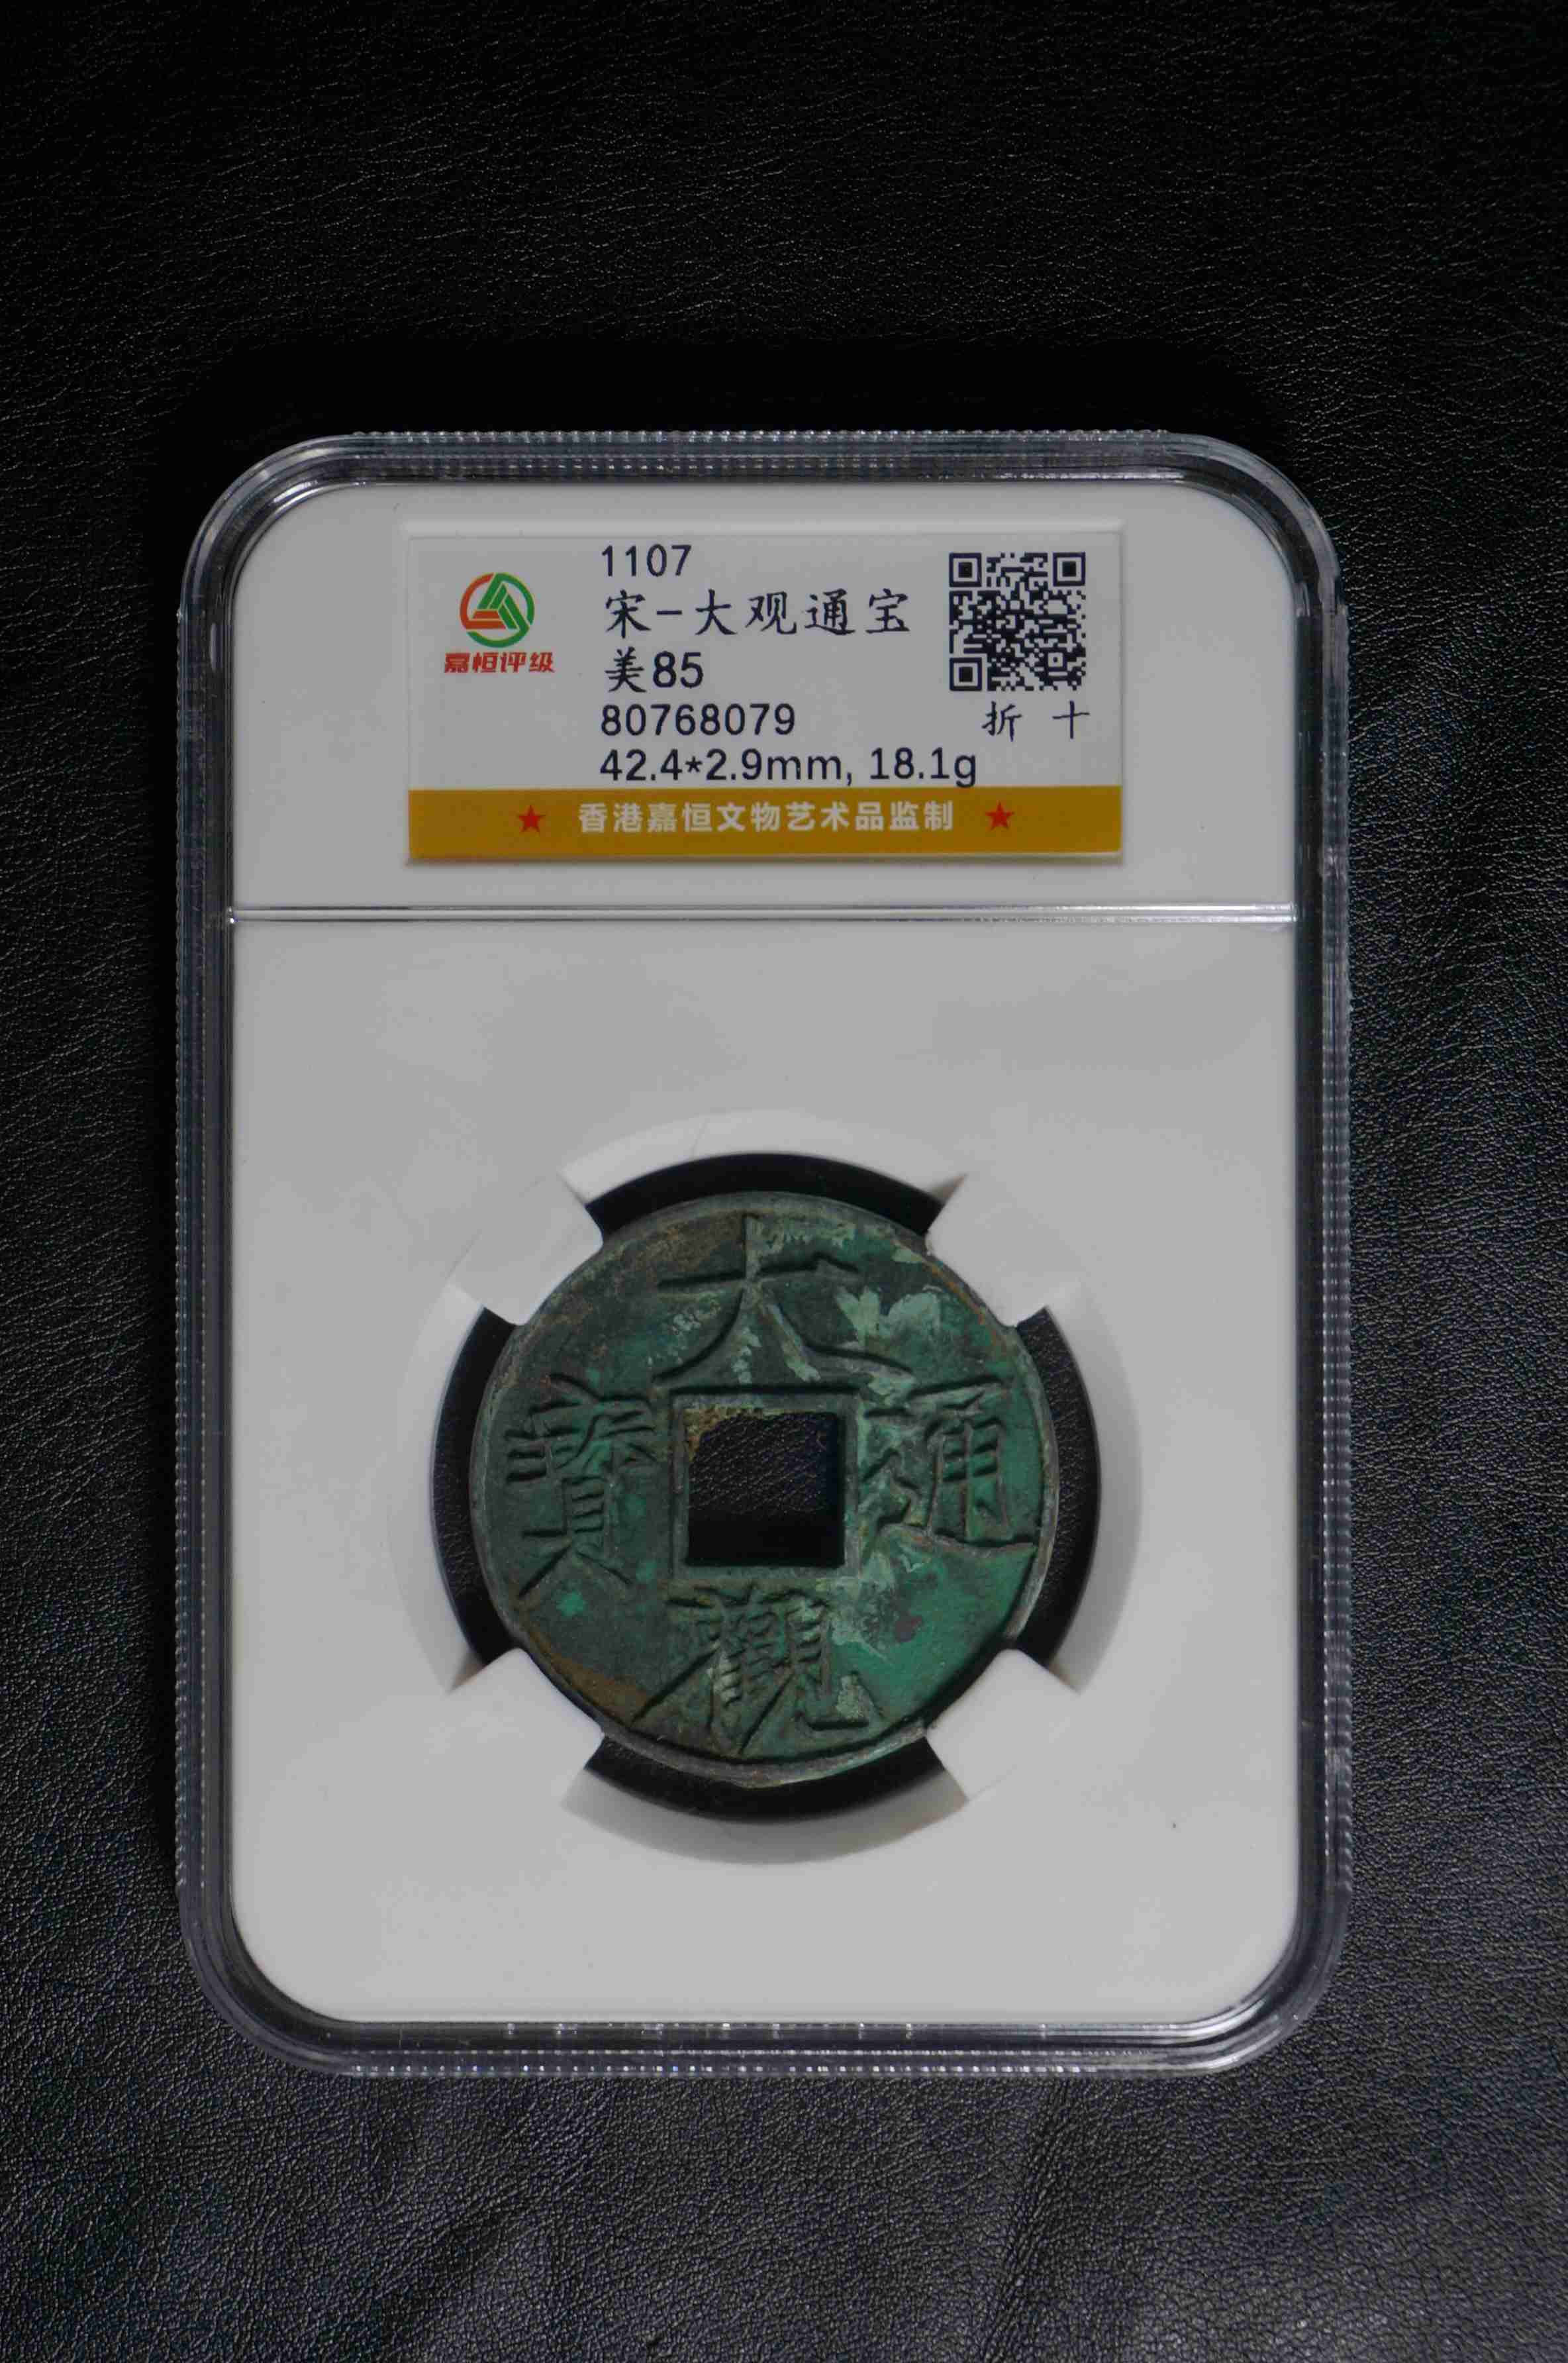 1107
宋-大观通宝
美85
80768079
折十
42.4*2.9mm, 18.1g
嘉恒评级
★ 香港嘉恒文物艺术品监制 ★
大
寶 通
觀